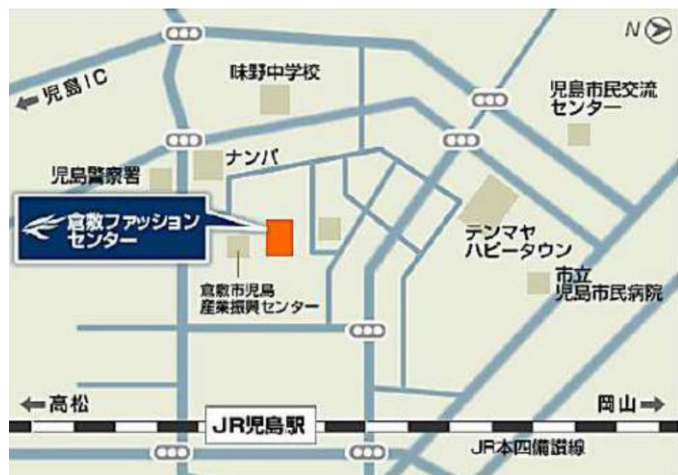 N
児島IC
味野中学校
児島市民交流
センター
ナンバ
児島警察署
倉敷ファッション
センター
テンマヤ
ハピータウン
倉敷市児島
産業振興センター
市立
児島市民病院
←高松
岡山→
JR児島駅
JR本四備讃線